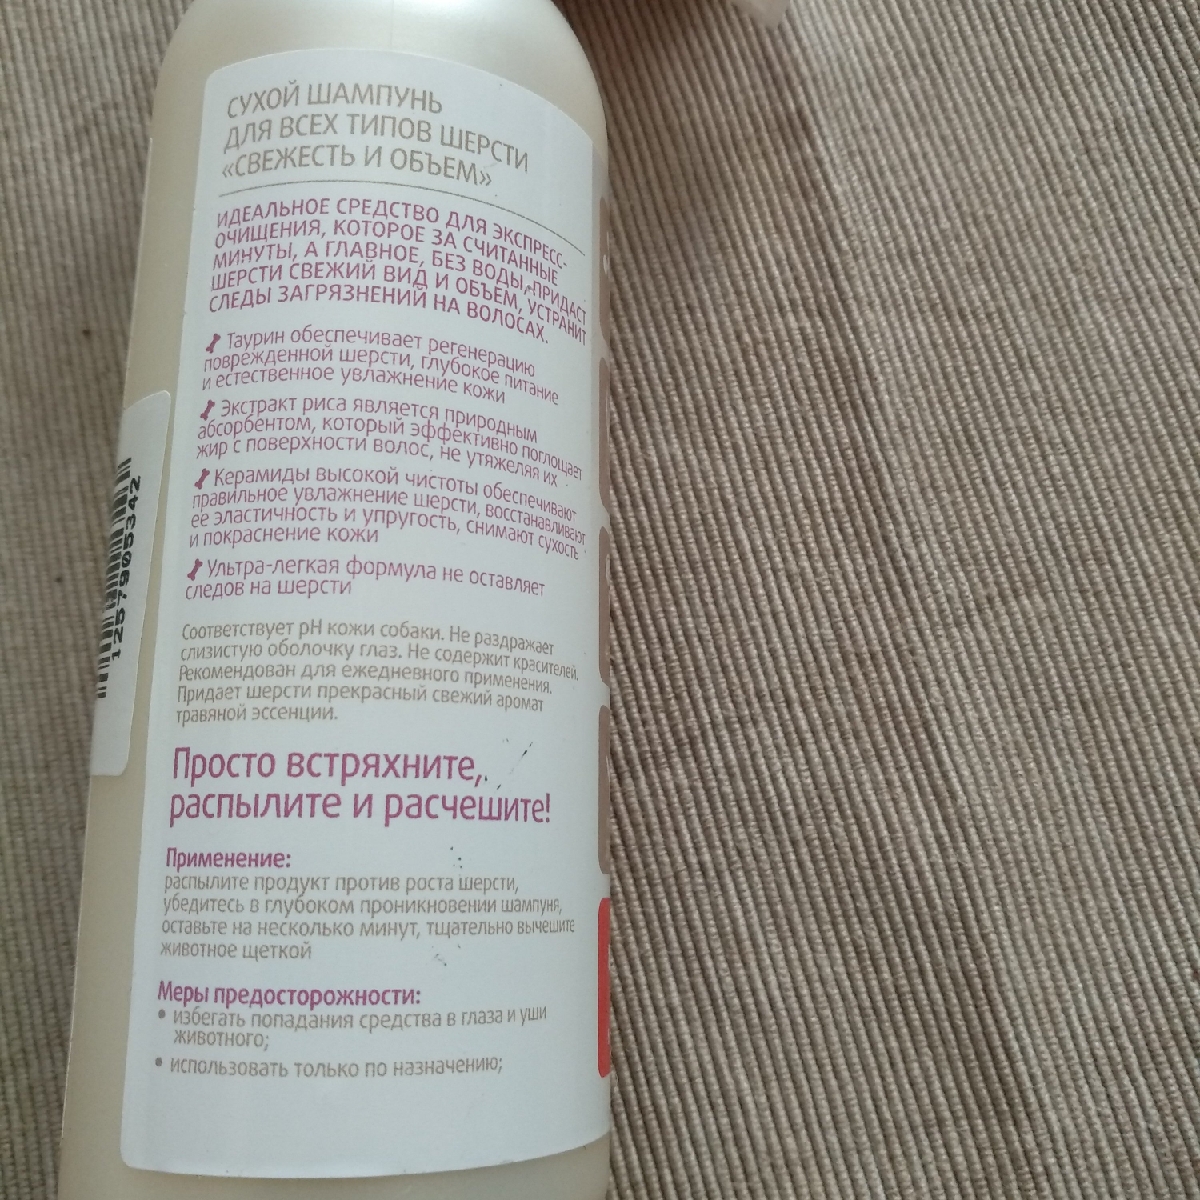 СУХОЙ ШАМПУНЬ
ДЛЯ ВСЕХ ТИПОВ ШЕРСТИ
«СВЕЖЕСТЬ И ОБЪЕМ»
ИДЕАЛЬНОЕ СРЕДСТВО ДЛЯ ЭКСПРЕСС-
ОЧИЩЕНИЯ, КОТОРОЕ ЗА СЧИТАННЫЕ
МИНУТЫ, А ГЛАВНОЕ, БЕЗ ВОДЫ, ПРИДАСТ
ШЕРСТИ СВЕЖИЙ ВИД И ОБЪЕМ, УСТРАНИТ
СЛЕДЫ ЗАГРЯЗНЕНИЙ НА ВОЛОСАХ.
Таурин обеспечивает регенерацию
поврежденной шерсти, глубокое питание
и естественное увлажнение кожи
Экстракт риса является природным
абсорбентом, который эффективно поглощает
жир с поверхности волос, не утяжеляя их
Керамиды высокой чистоты обеспечивают
правильное увлажнение шерсти, восстанавливают
её эластичность и упругость, снимают сухость
и покраснение кожи
Ультра-легкая формула не оставляет
следов на шерсти
Соответствует pH кожи собаки. Не раздражает
слизистую оболочку глаз. Не содержит красителей.
Рекомендован для ежедневного применения.
Придает шерсти прекрасный свежий аромат
травяной эссенции.
Просто встряхните,
распылите и расчешите!
Применение:
распылите продукт против роста шерсти,
убедитесь в глубоком проникновении шампуня,
оставьте на несколько минут, тщательно вычешите
животное щеткой
Меры предосторожности:
• избегать попадания средства в глаза и уши
животного;
• использовать только по назначению;
1257905342